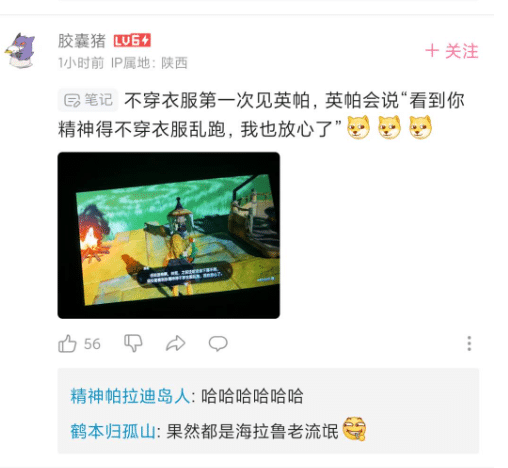 胶囊猪 LV6
1小时前 IP属地：陕西
+ 关注
笔记 不穿衣服第一次见英帕，英帕会说“看到你
精神得不穿衣服乱跑，我也放心了”
56
精神帕拉迪岛人：哈哈哈哈哈哈
鹤本归孤山：果然都是海拉鲁老流氓